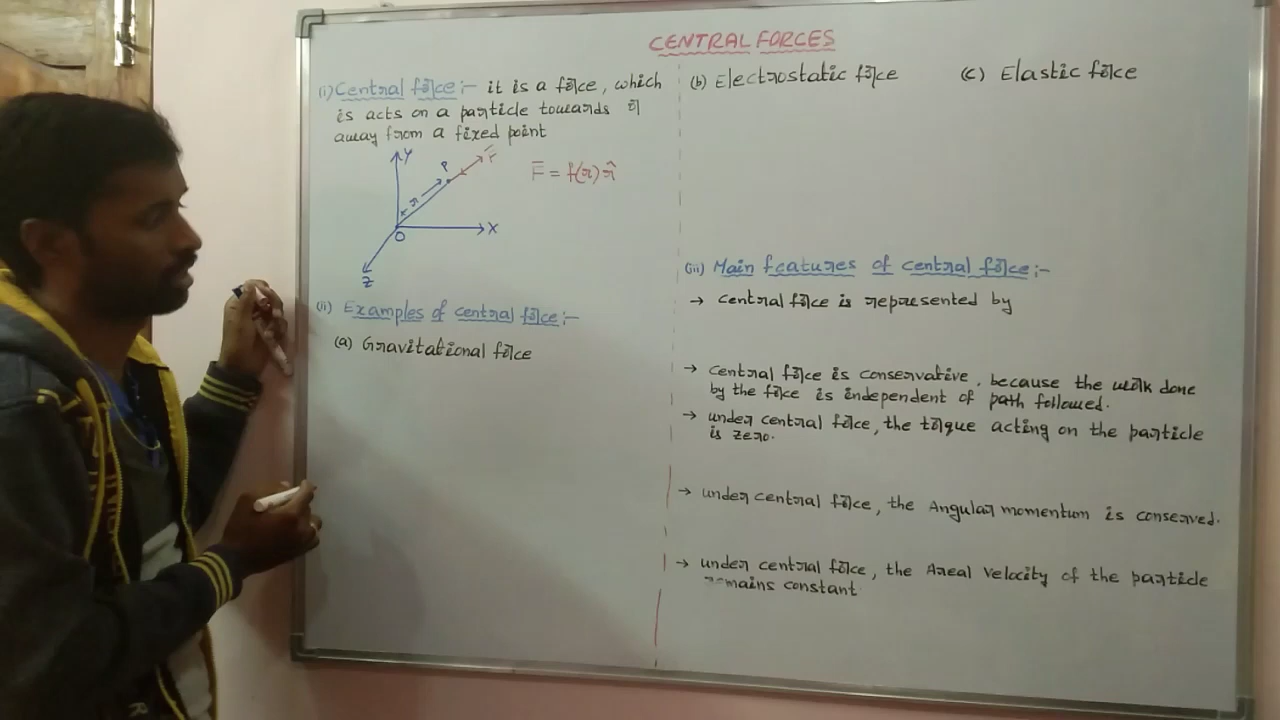 CENTRAL FORCES
(i) Central force :- it is a force, which
is acts on a particle towards or
away from a fixed point
Y
P
r
F̅ = f(r) r̂
X
O
Z
(ii) Examples of central force :-
(a) Gravitational force
(b) Electrostatic force
(c) Elastic force
(iii) Main features of central force :-
→ central force is represented by
→ central force is conservative, because the work done
by the force is independent of path followed.
→ under central force, the torque acting on the particle
is zero.
→ under central force, the Angular momentum is conserved.
→ under central force, the Areal velocity of the particle
remains constant